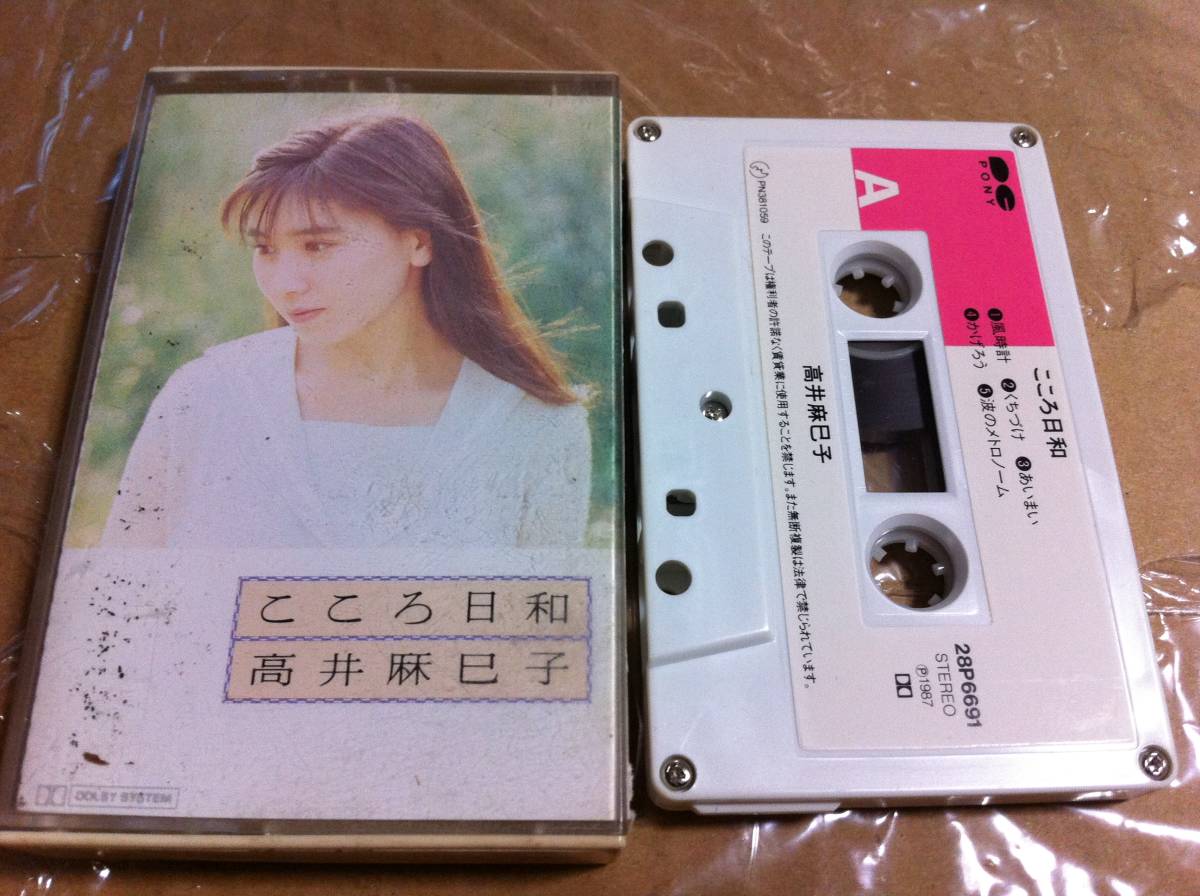 こころ日和
高井麻巳子
DOLBY SYSTEM
PONY
A
こころ日和
❶風時計 ❷くちづけ ❸あいまい
❹かげろう ❺波のメトロノーム
高井麻巳子
PN381059 このテープは権利者の許諾なく賃貸業に使用することを禁じます。また無断複製は法律で禁じられています。
28P6691
STEREO
Ⓟ1987